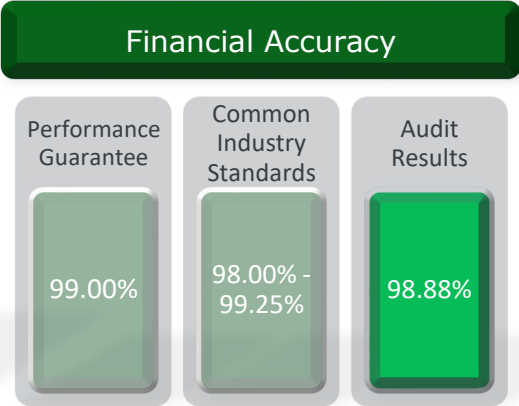 Financial Accuracy
Performance
Guarantee
99.00%
Common
Industry
Standards
98.00% -
99.25%
Audit
Results
98.88%